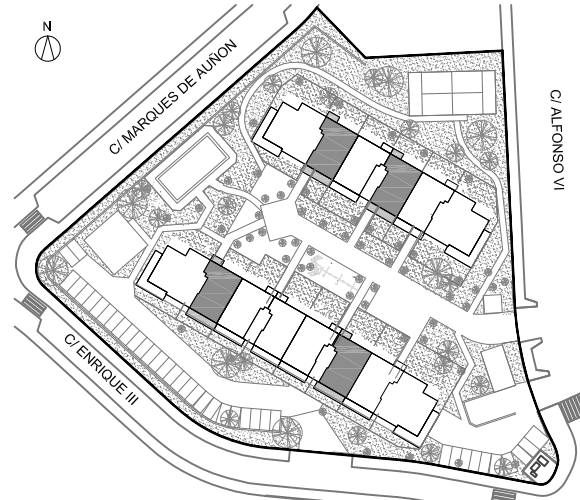 N
C/ MARQUES DE AUÑON
C/ ALFONSO VI
C/ ENRIQUE III